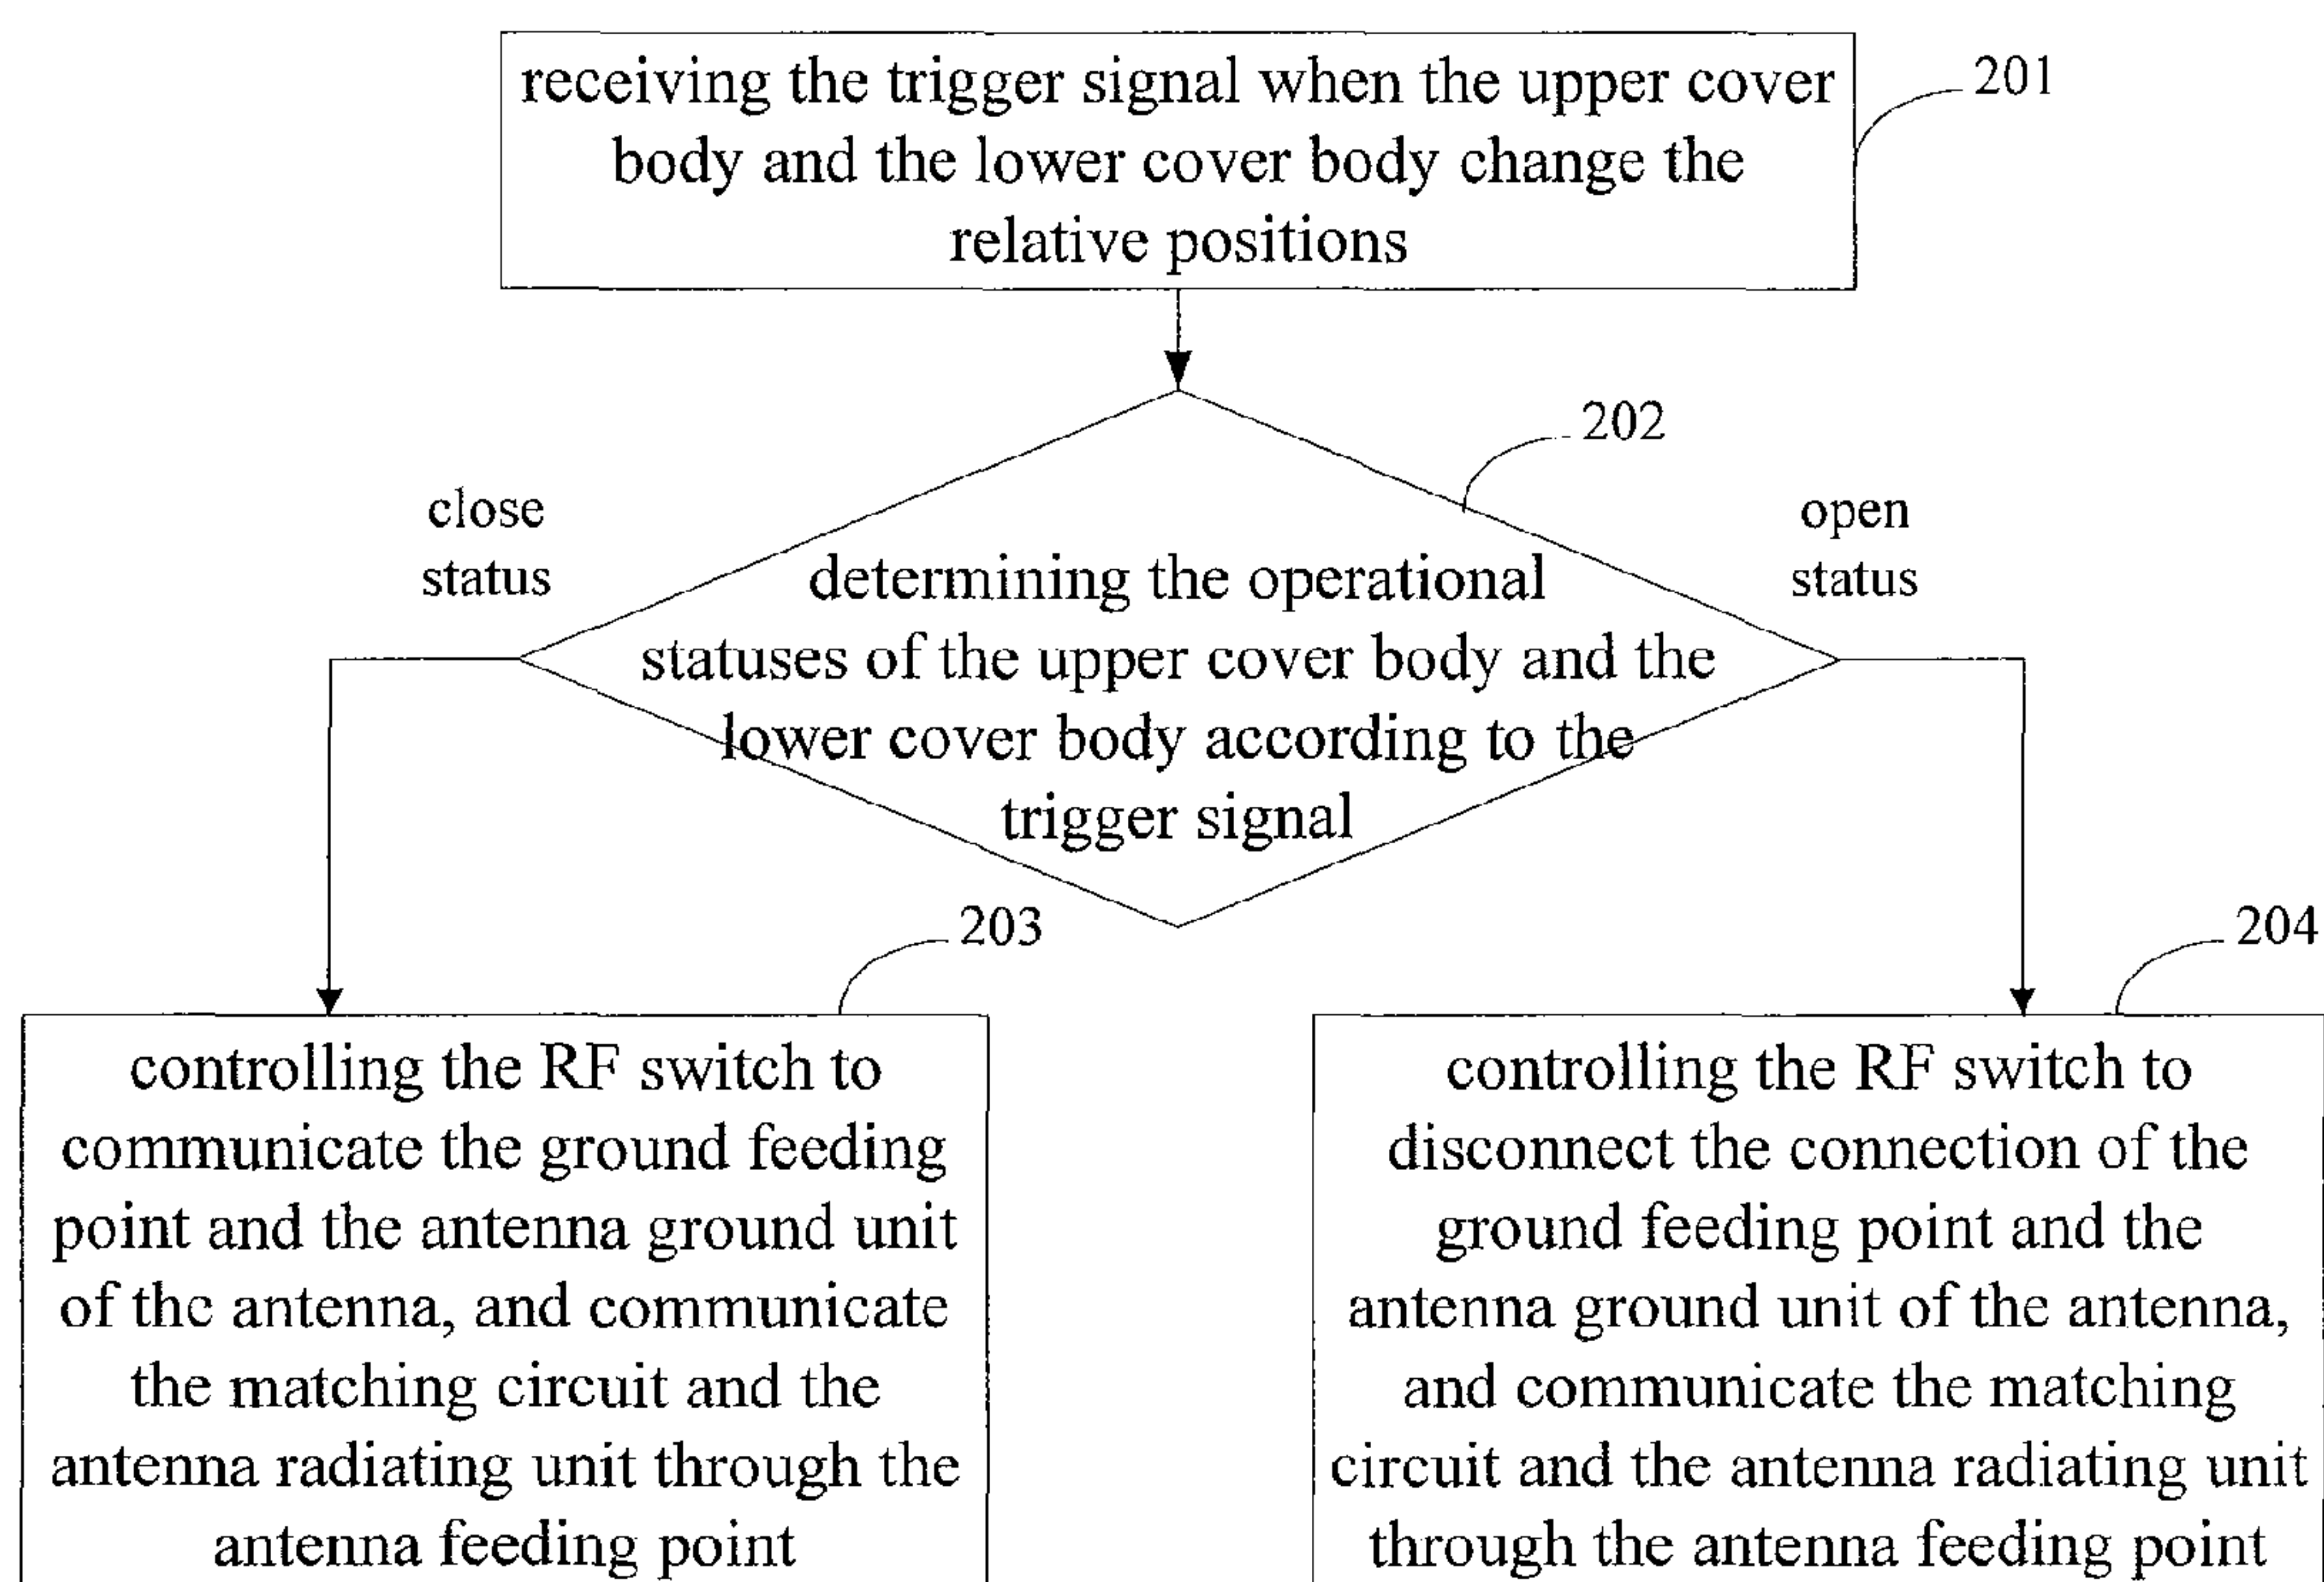 receiving the trigger signal when the upper cover
body and the lower cover body change the
relative positions
201
202
close
status
open
status
determining the operational
statuses of the upper cover body and the
lower cover body according to the
trigger signal
203
204
controlling the RF switch to
communicate the ground feeding
point and the antenna ground unit
of the antenna, and communicate
the matching circuit and the
antenna radiating unit through the
antenna feeding point
controlling the RF switch to
disconnect the connection of the
ground feeding point and the
antenna ground unit of the antenna,
and communicate the matching
circuit and the antenna radiating unit
through the antenna feeding point